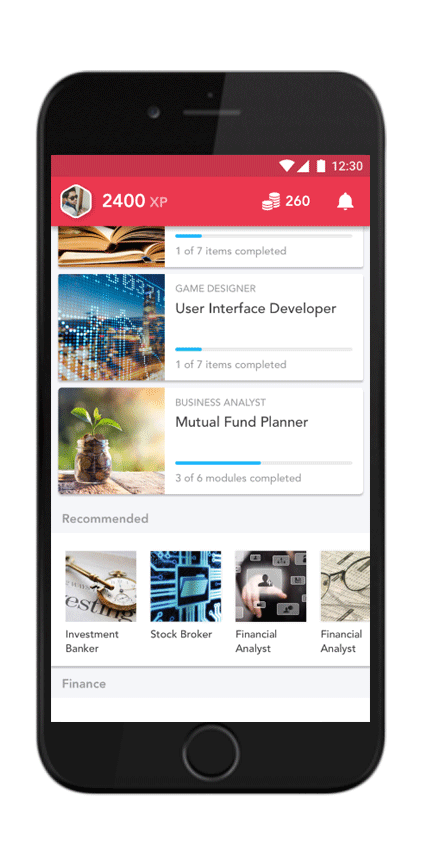 12:30
2400 XP
260
1 of 7 items completed
GAME DESIGNER
User Interface Developer
1 of 7 items completed
BUSINESS ANALYST
Mutual Fund Planner
3 of 6 modules completed
Recommended
Investment
Banker
Stock Broker
Financial
Analyst
Financial
Analyst
Finance